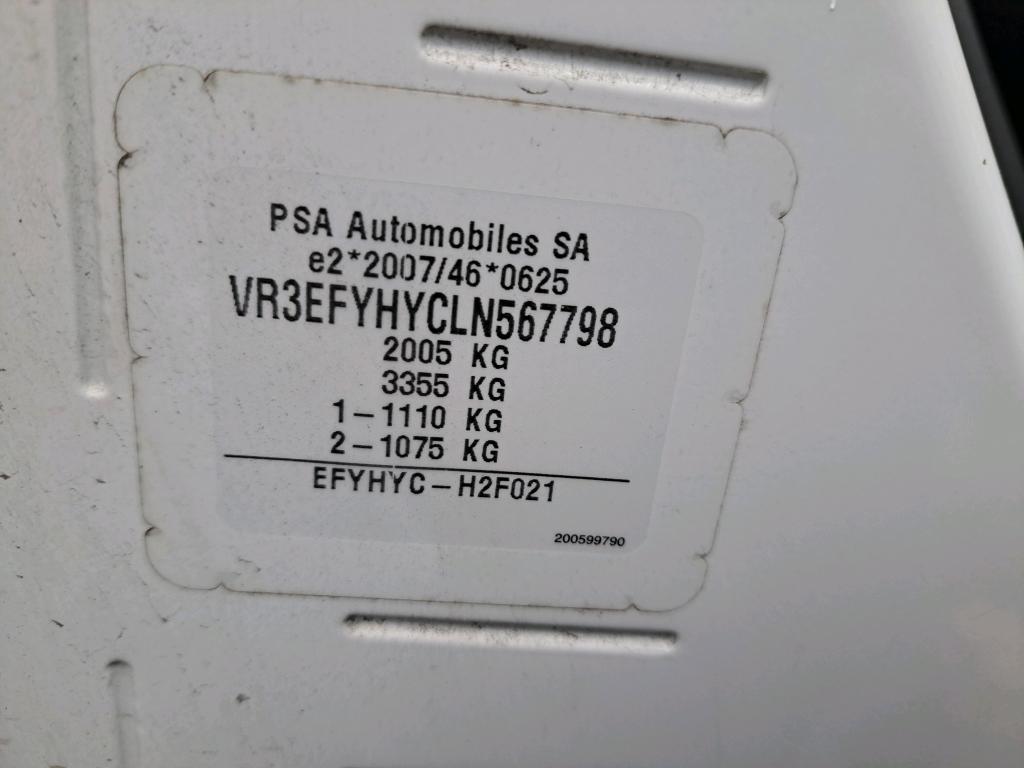 PSA Automobiles SA
e2*2007/46*0625
VR3EFYHYCLN567798
2005 KG
3355 KG
1-1110 KG
2-1075 KG
EFYHYC-H2F021
200599790